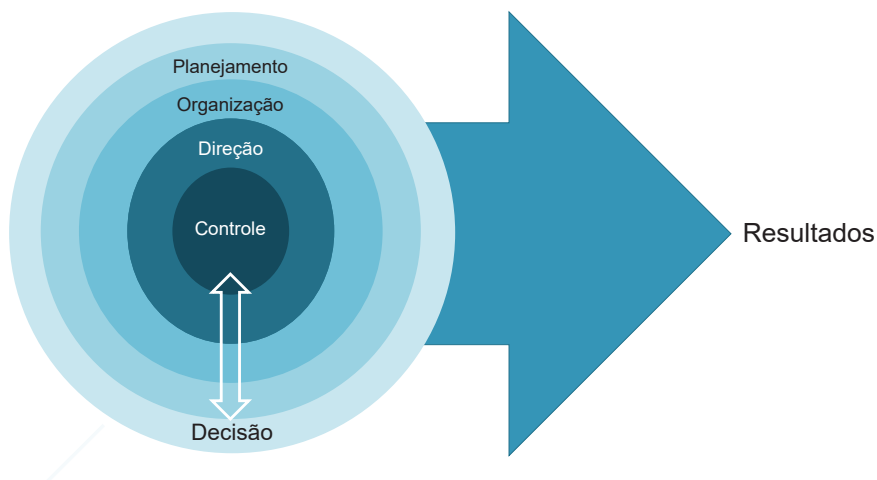 Planejamento
Organização
Direção
Controle
Decisão
Resultados